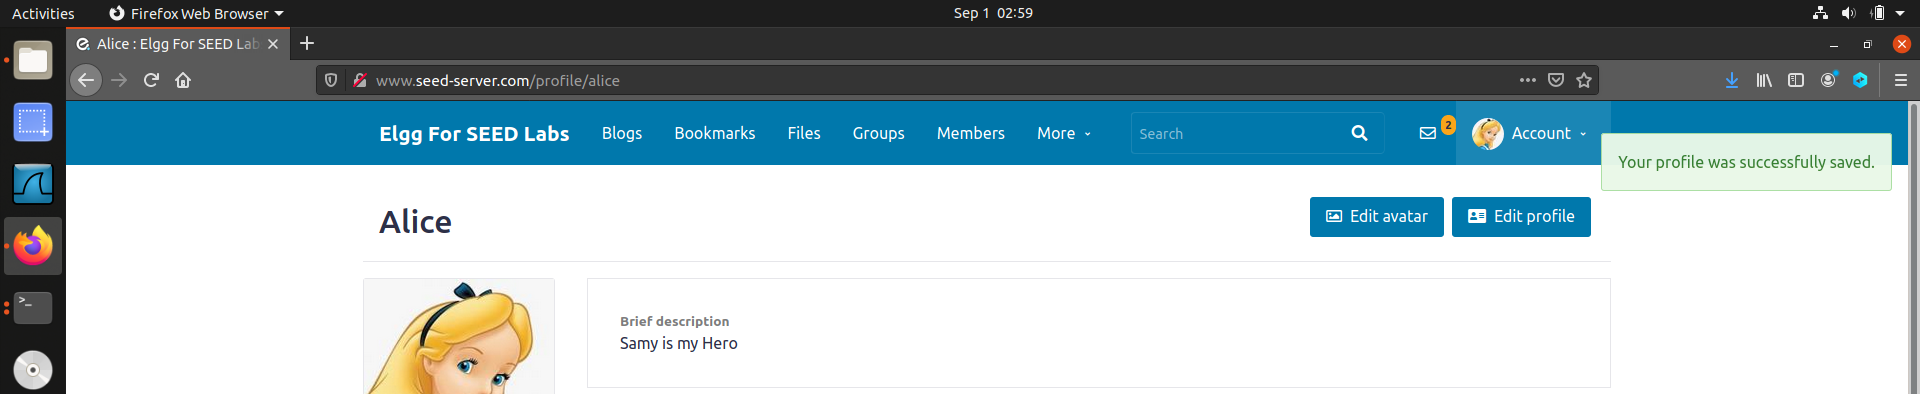 Activities Firefox Web Browser Sep 1 02:59
Alice : Elgg For SEED Lab
www.seed-server.com/profile/alice
Elgg For SEED Labs Blogs Bookmarks Files Groups Members More Search 2 Account
Your profile was successfully saved.
Alice Edit avatar Edit profile
Brief description
Samy is my Hero